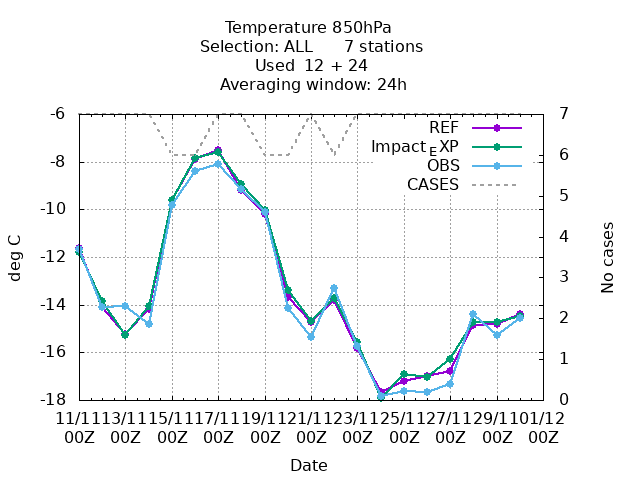 Temperature 850hPa
Selection: ALL 7 stations
Used 12 + 24
Averaging window: 24h
REF
Impact_EXP
OBS
CASES
-6
-8
-10
-12
-14
-16
-18
7
6
5
4
3
2
1
0
deg C
No cases
11/11 13/11 15/11 17/11 19/11 21/11 23/11 25/11 27/11 29/11 01/12
00Z 00Z 00Z 00Z 00Z 00Z 00Z 00Z 00Z 00Z 00Z
Date